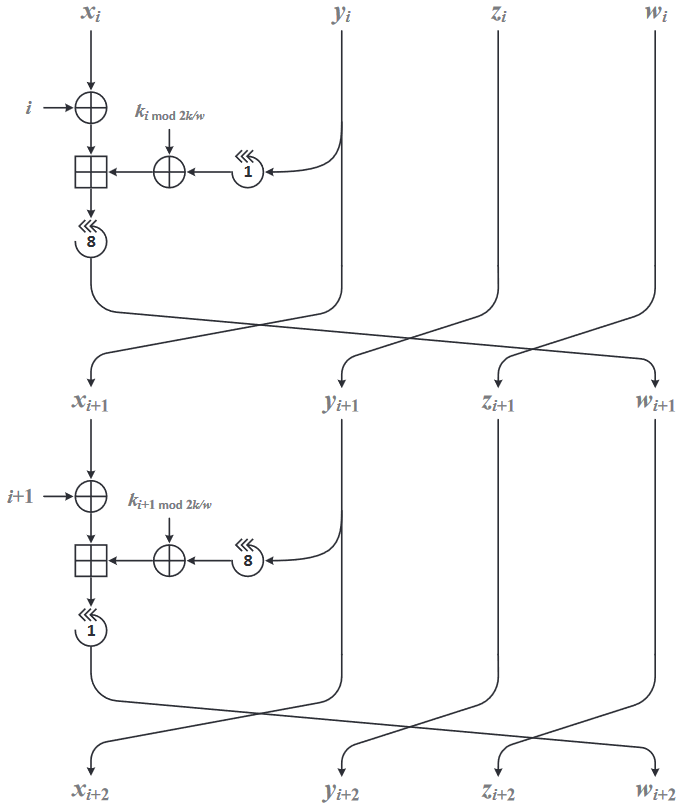 xᵢ yᵢ zᵢ wᵢ
i
kᵢ mod 2k/w
1
8
xᵢ₊₁ yᵢ₊₁ zᵢ₊₁ wᵢ₊₁
i+1
kᵢ₊₁ mod 2k/w
8
1
xᵢ₊₂ yᵢ₊₂ zᵢ₊₂ wᵢ₊₂